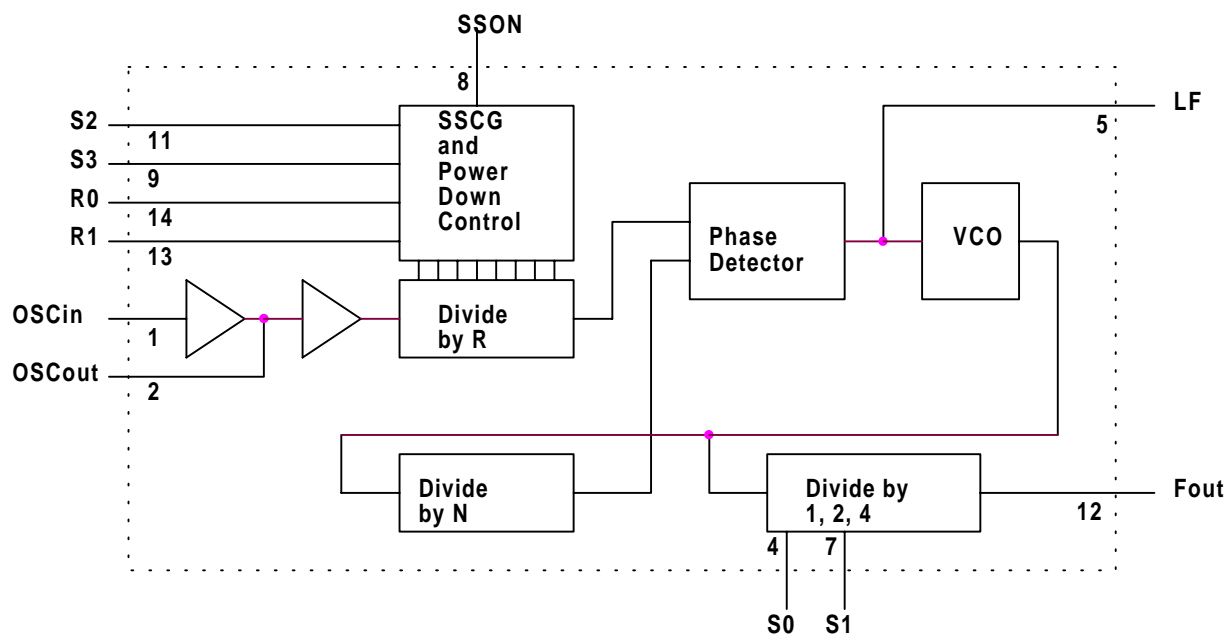 SSON
8
S2
11
S3
9
R0
14
R1
13
SSCG
and
Power
Down
Control
LF
5
Phase
Detector
VCO
OSCin
1
OSCout
2
Divide
by R
Divide
by N
Divide by
1, 2, 4
Fout
12
4
7
S0
S1